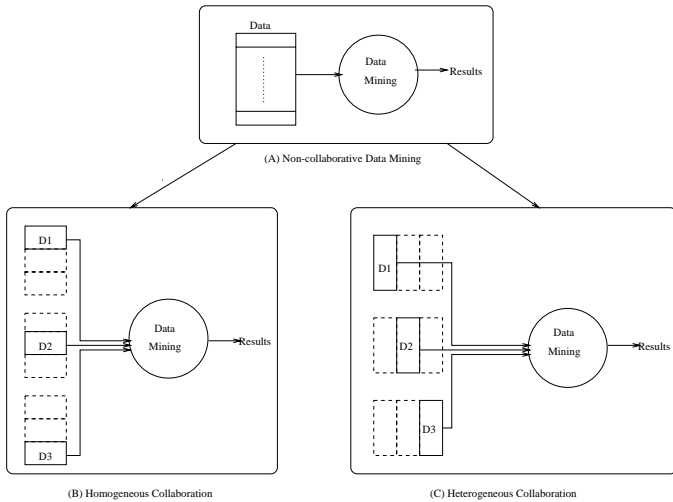 Data
Data
Mining
Results
(A) Non-collaborative Data Mining
D1
D2
D3
Data
Mining
Results
(B) Homogeneous Collaboration
D1
D2
D3
Data
Mining
Results
(C) Heterogeneous Collaboration